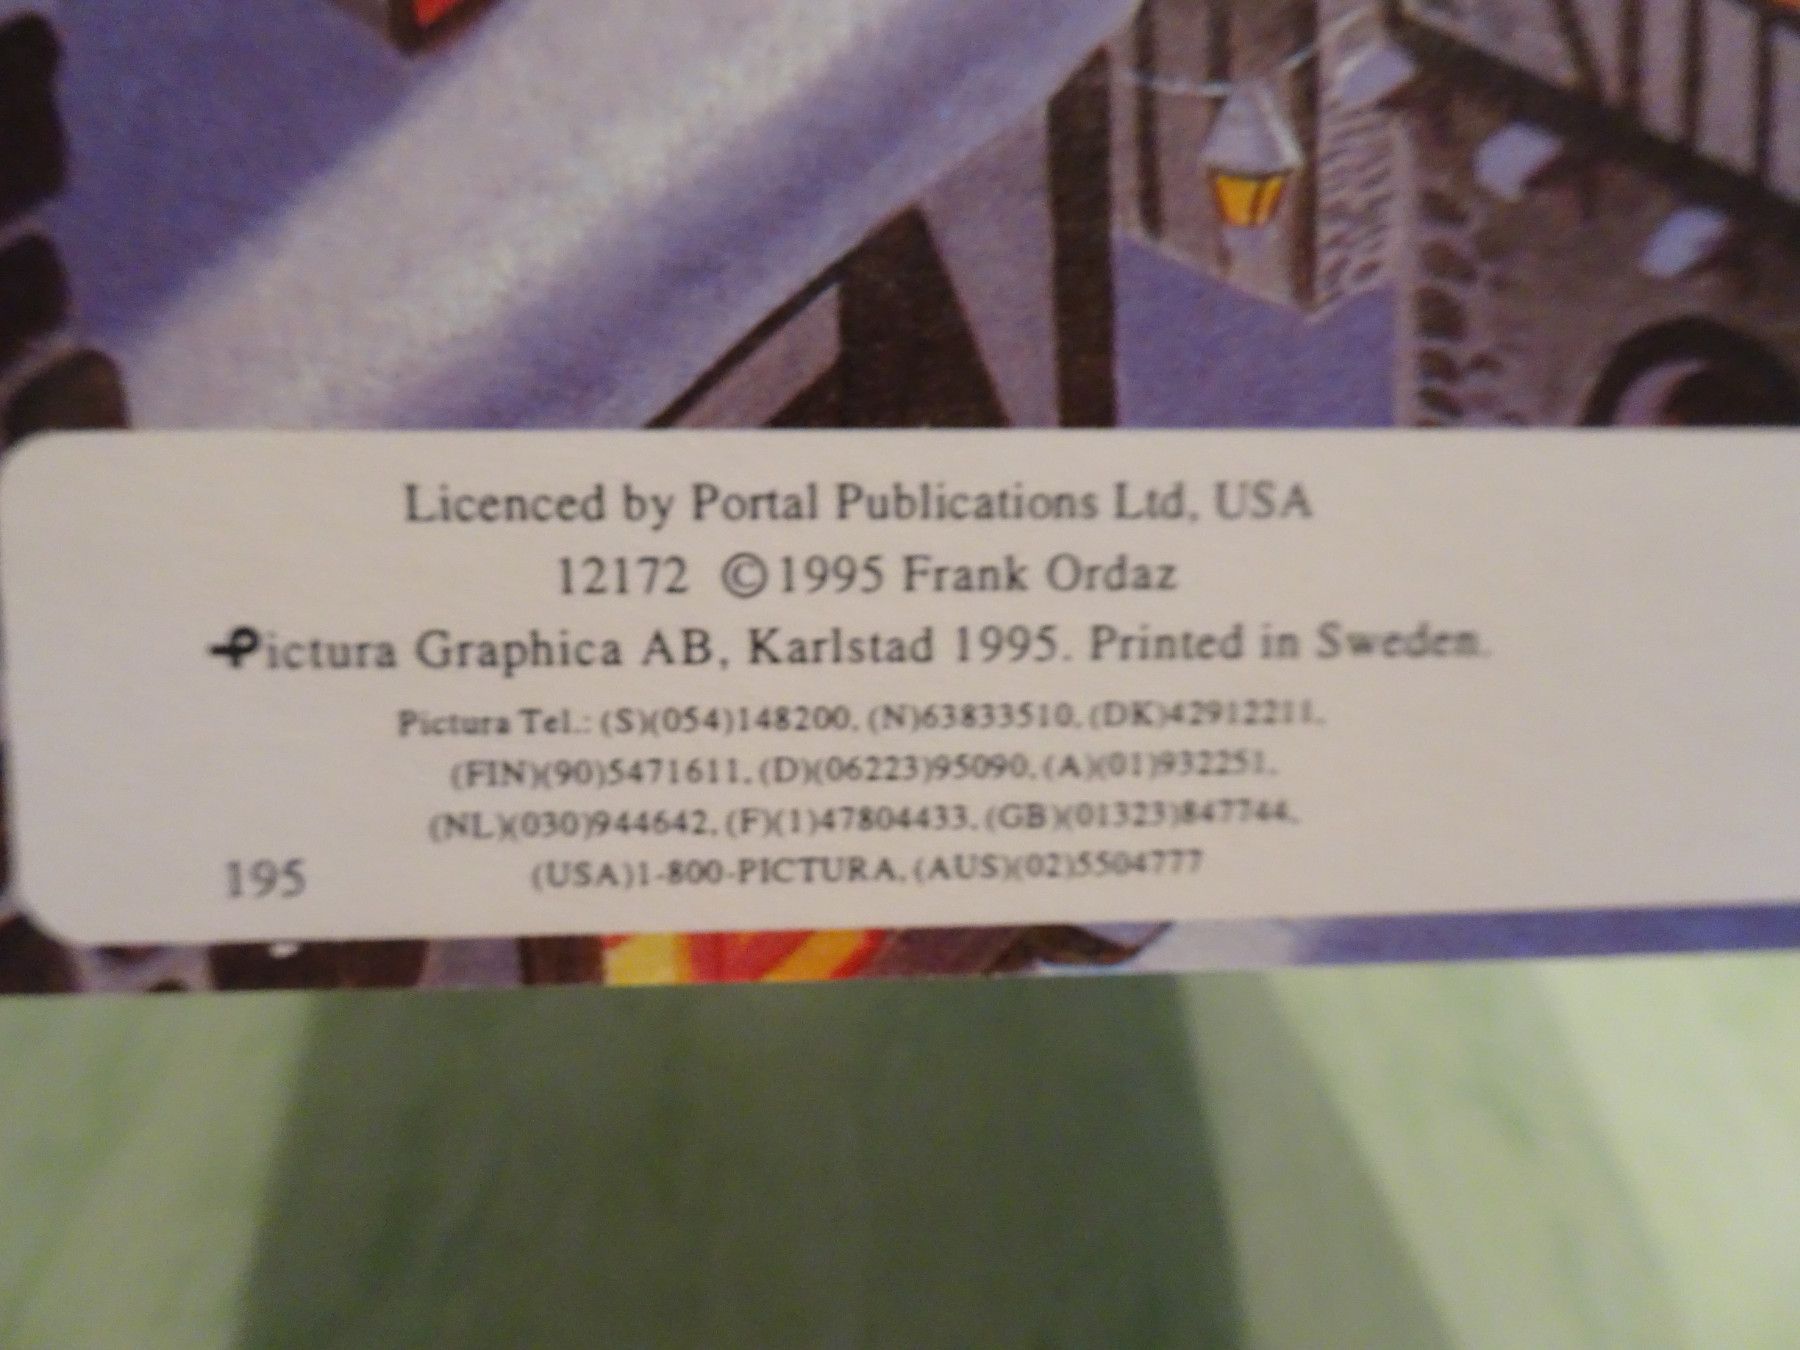 Licenced by Portal Publications Ltd, USA
12172 ©1995 Frank Ordaz
Pictura Graphica AB, Karlstad 1995. Printed in Sweden.
Pictura Tel.: (S)(054)148200, (N)63833510, (DK)42912211,
(FIN)(90)5471611, (D)(06223)95090, (A)(01)932251,
(NL)(030)944642, (F)(1)47804433, (GB)(01323)847744,
(USA)1-800-PICTURA, (AUS)(02)5504777
195